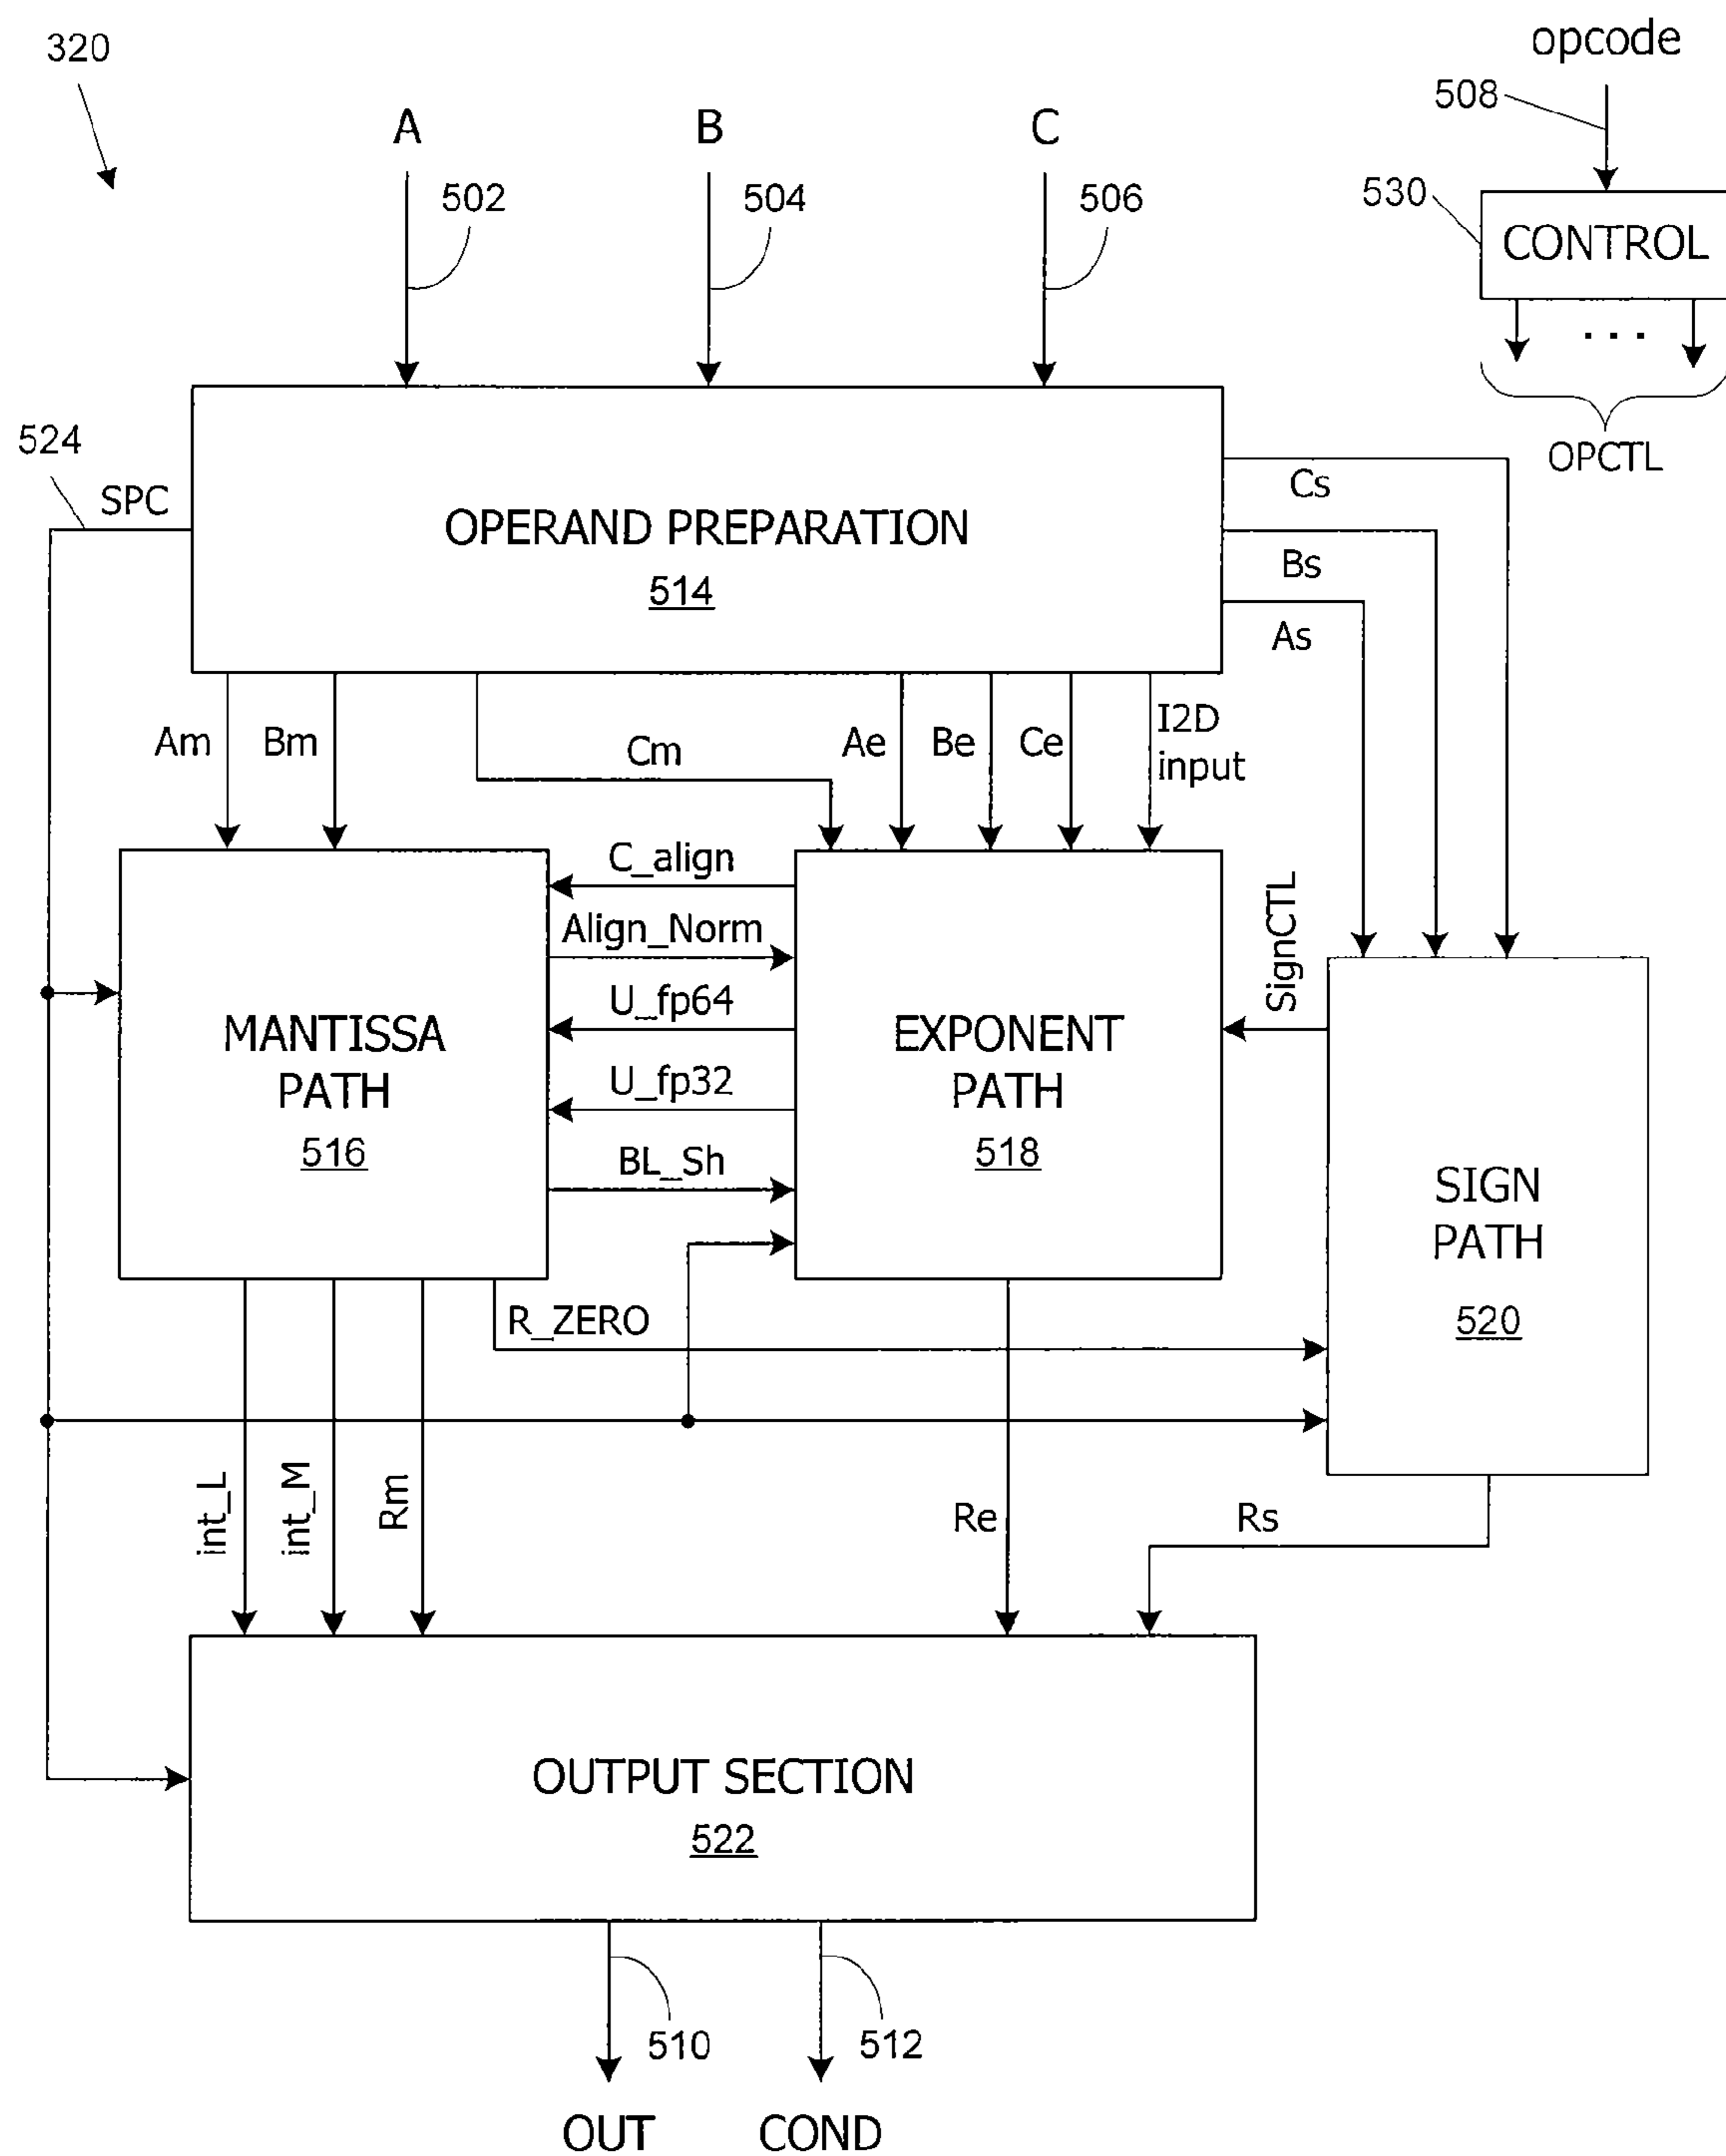 320
opcode
508
A
B
C
530
CONTROL
502
504
506
. . .
OPCTL
524
SPC
OPERAND PREPARATION
514
Cs
Bs
As
Am
Bm
Cm
Ae
Be
Ce
I2D
input
C_align
Align_Norm
U_fp64
U_fp32
BL_Sh
SignCTL
MANTISSA
PATH
516
EXPONENT
PATH
518
SIGN
PATH
520
R_ZERO
int_L
int_M
Rm
Re
Rs
OUTPUT SECTION
522
510
512
OUT
COND